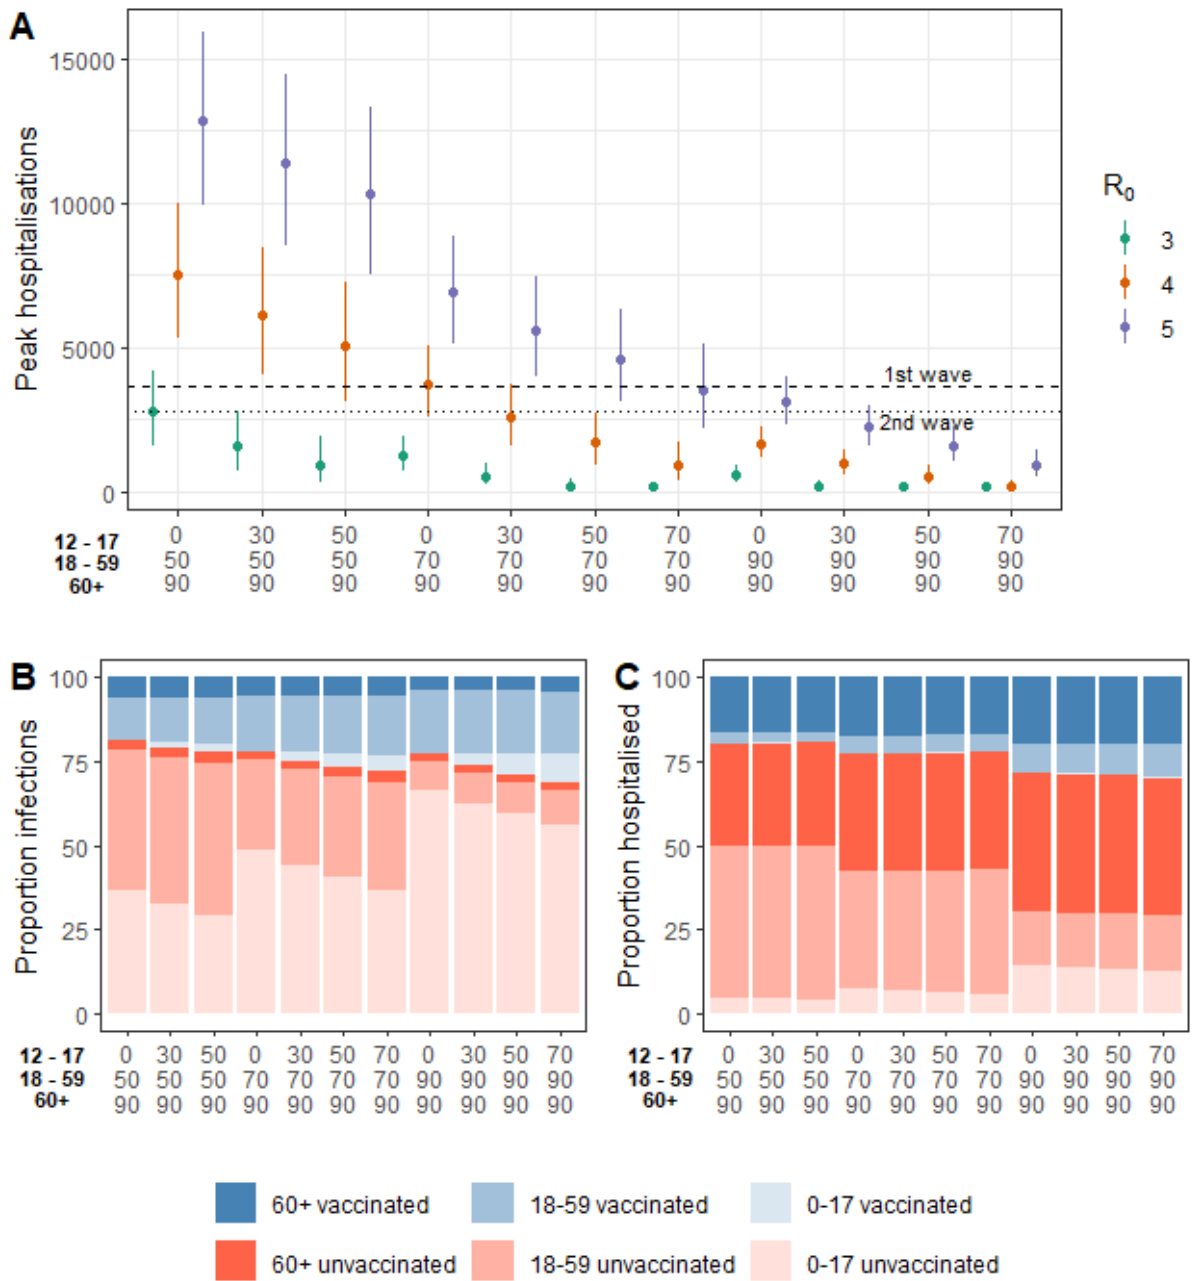 A
Peak hospitalisations
15000
10000
5000
0
1st wave
2nd wave
R0
3
4
5
12 - 17 0 30 50 0 30 50 70 0 30 50 70
18 - 59 50 50 50 70 70 70 70 90 90 90 90
60+ 90 90 90 90 90 90 90 90 90 90 90
B
Proportion infections
100
75
50
25
0
12 - 17 0 30 50 0 30 50 70 0 30 50 70
18 - 59 50 50 50 70 70 70 70 90 90 90 90
60+ 90 90 90 90 90 90 90 90 90 90 90
C
Proportion hospitalised
100
75
50
25
0
12 - 17 0 30 50 0 30 50 70 0 30 50 70
18 - 59 50 50 50 70 70 70 70 90 90 90 90
60+ 90 90 90 90 90 90 90 90 90 90 90
60+ vaccinated 18-59 vaccinated 0-17 vaccinated
60+ unvaccinated 18-59 unvaccinated 0-17 unvaccinated